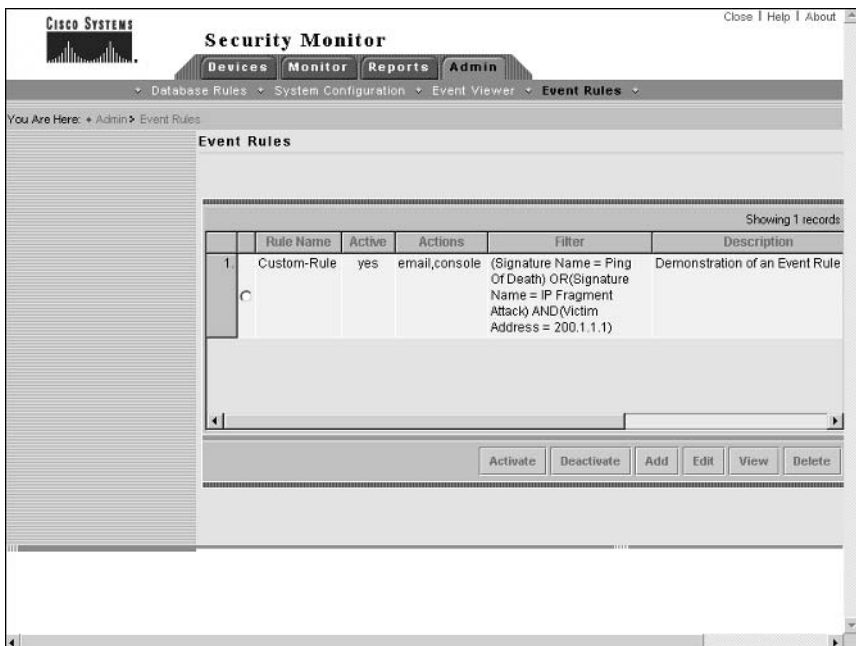 Close | Help | About
CISCO SYSTEMS
Security Monitor
Devices Monitor Reports Admin
Database Rules System Configuration Event Viewer Event Rules
You Are Here: Admin > Event Rules
Event Rules
Showing 1 records
Rule Name Active Actions Filter Description
1. Custom-Rule yes email,console (Signature Name = Ping Demonstration of an Event Rule
Of Death) OR(Signature
Name = IP Fragment
Attack) AND(Victim
Address = 200.1.1.1)
Activate Deactivate Add Edit View Delete